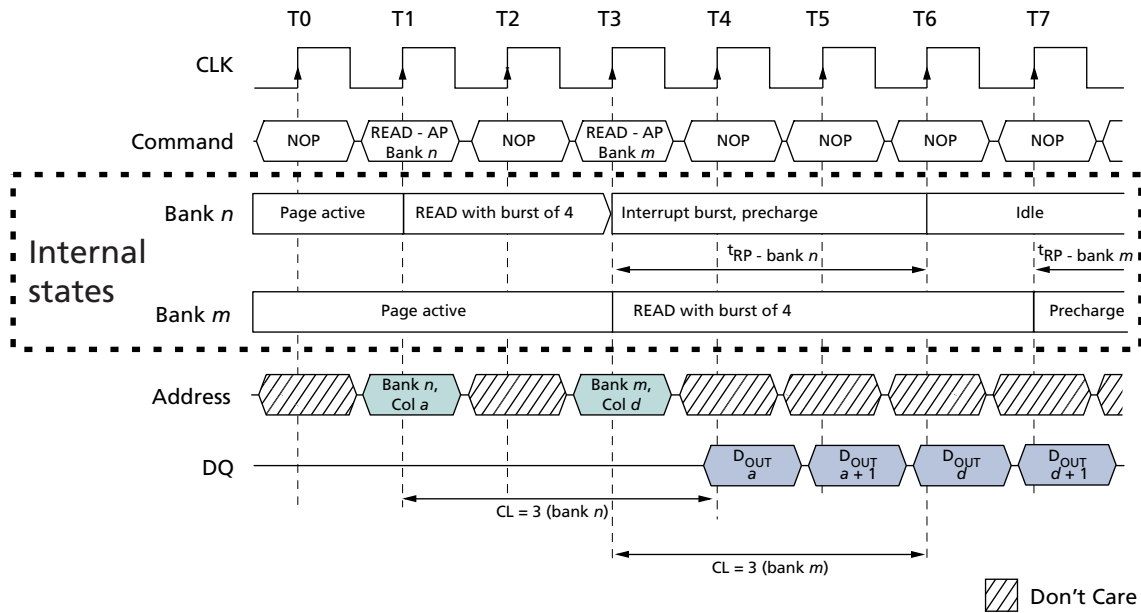 T0 T1 T2 T3 T4 T5 T6 T7
CLK
Command NOP READ - AP Bank n NOP READ - AP Bank m NOP NOP NOP NOP
Bank n Page active READ with burst of 4 Interrupt burst, precharge Idle
Internal states
tRP - bank n tRP - bank m
Bank m Page active READ with burst of 4 Precharge
Address Bank n, Col a Bank m, Col d
DQ DOUT a DOUT a + 1 DOUT d DOUT d + 1
CL = 3 (bank n)
CL = 3 (bank m)
Don't Care